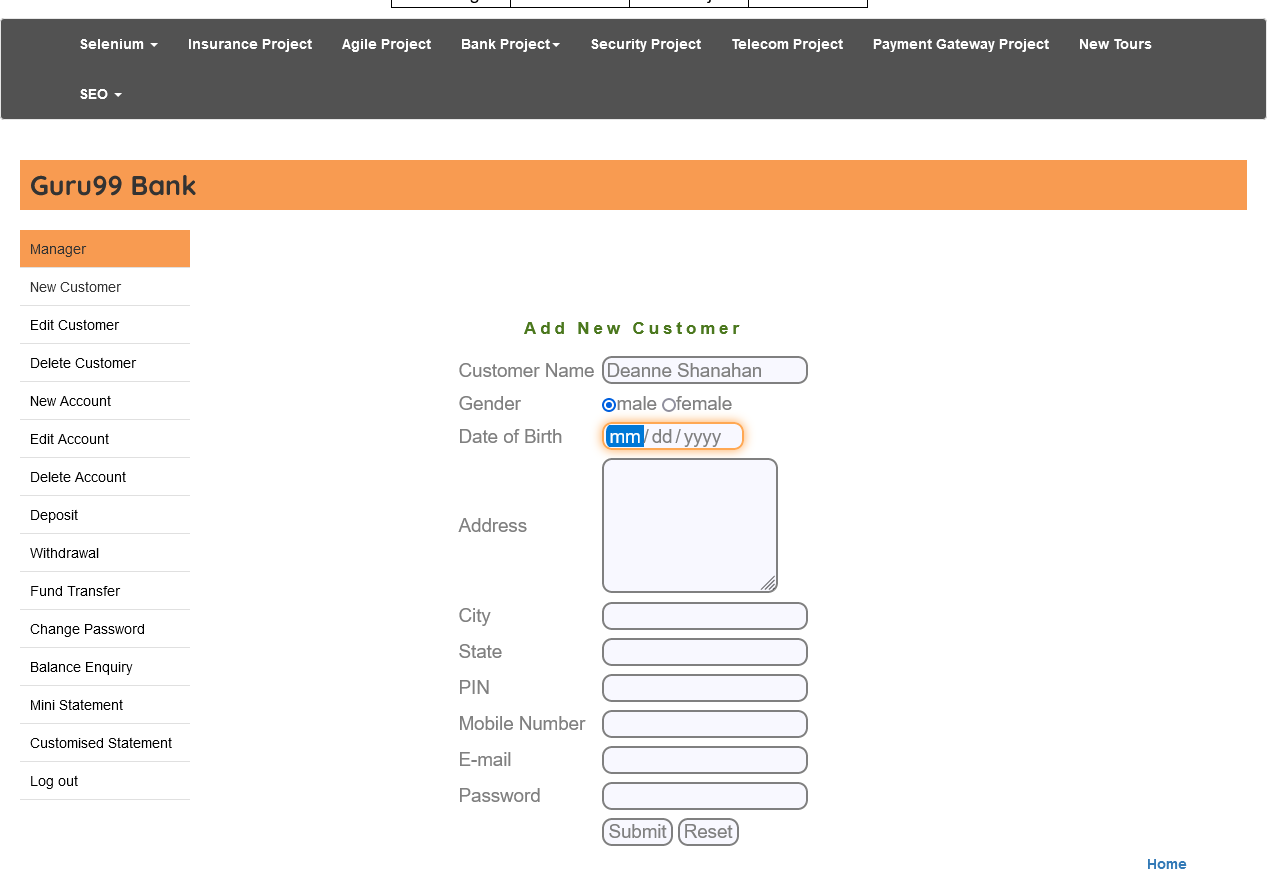 Selenium Insurance Project Agile Project Bank Project Security Project Telecom Project Payment Gateway Project New Tours
SEO
Guru99 Bank
Manager
New Customer
Edit Customer
Delete Customer
New Account
Edit Account
Delete Account
Deposit
Withdrawal
Fund Transfer
Change Password
Balance Enquiry
Mini Statement
Customised Statement
Log out
Add New Customer
Customer Name Deanne Shanahan
Gender male female
Date of Birth mm/dd/yyyy
Address
City
State
PIN
Mobile Number
E-mail
Password
Submit Reset
Home